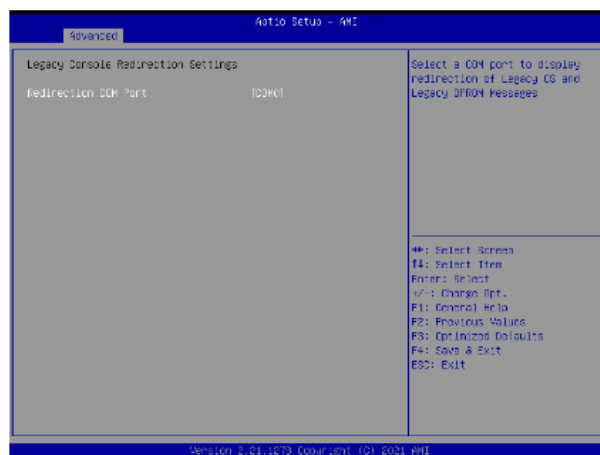 Aptio Setup - AMI
Advanced
Legacy Console Redirection Settings
Redirection COM Port [COM0]
Select a COM port to display
redirection of Legacy OS and
Legacy OPROM Messages
→←: Select Screen
↑↓: Select Item
Enter: Select
+/-: Change Opt.
F1: General Help
F2: Previous Values
F3: Optimized Defaults
F4: Save & Exit
ESC: Exit
Version 2.21.1278 Copyright (C) 2021 AMI